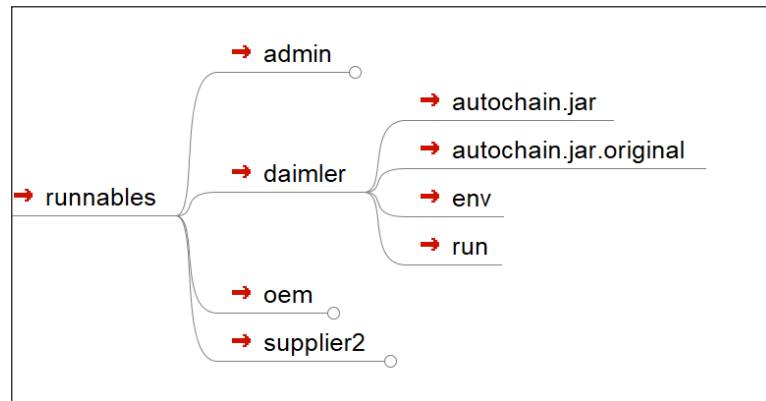 runnables
admin
daimler
autochain.jar
autochain.jar.original
env
run
oem
supplier2